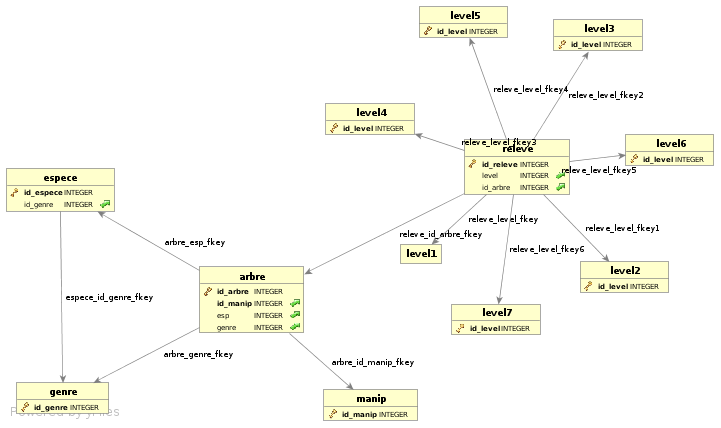 level5
id_level INTEGER
level3
id_level INTEGER
releve_level_fkey4
releve_level_fkey2
level4
id_level INTEGER
releve_level_fkey3
releve
id_releve INTEGER
level INTEGER
id_arbre INTEGER
level6
id_level INTEGER
releve_level_fkey5
espece
id_espece INTEGER
id_genre INTEGER
releve_level_fkey
releve_level_fkey1
releve_id_arbre_fkey
arbre_esp_fkey
level1
releve_level_fkey6
arbre
id_arbre INTEGER
id_manip INTEGER
esp INTEGER
genre INTEGER
level2
id_level INTEGER
espece_id_genre_fkey
level7
id_level INTEGER
arbre_genre_fkey
arbre_id_manip_fkey
genre
id_genre INTEGER
manip
id_manip INTEGER
Powered by yFiles